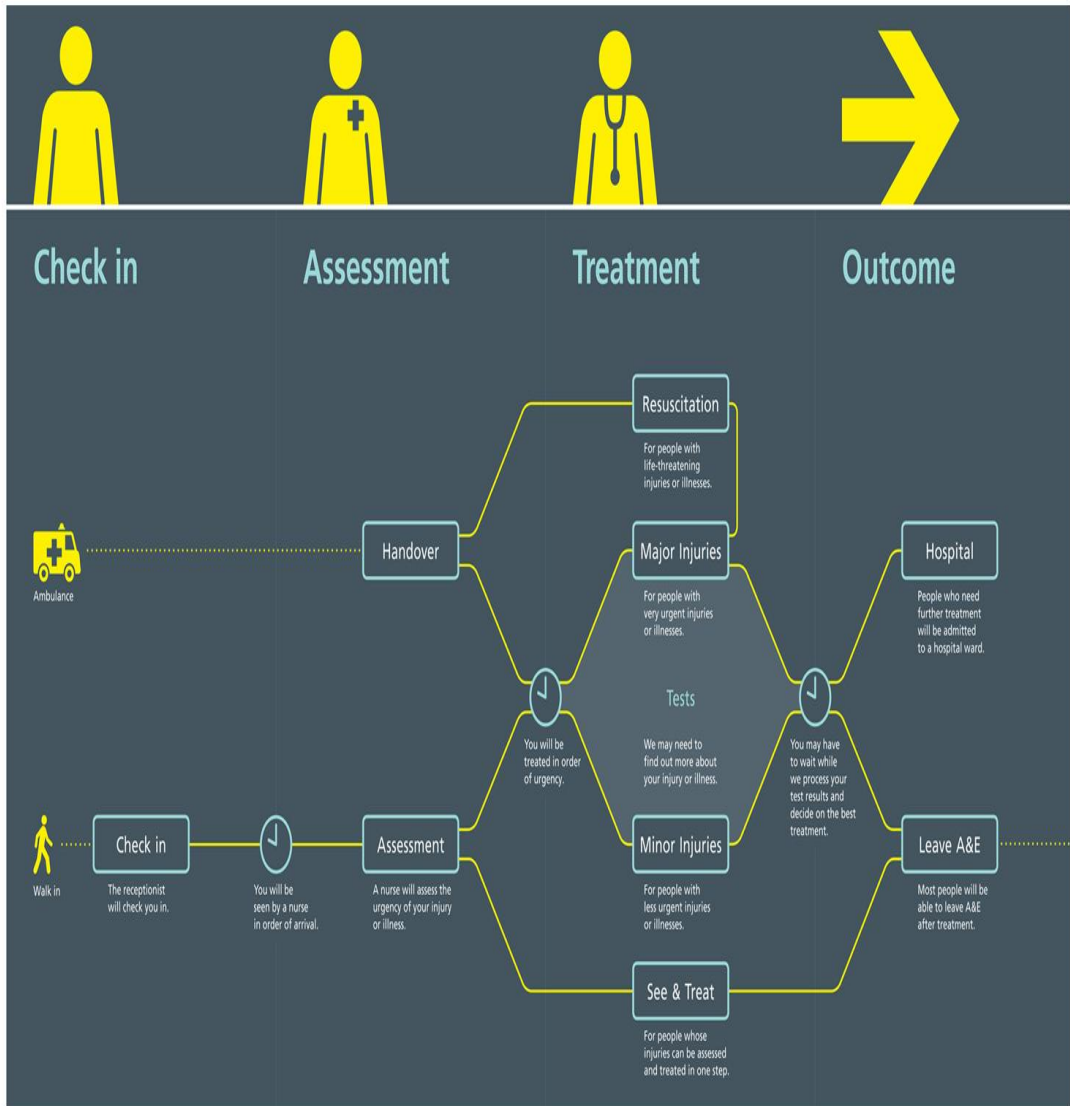 Check in
Assessment
Treatment
Outcome
Resuscitation
For people with
life-threatening
injuries or illnesses.
Ambulance
Handover
Major Injuries
For people with
very urgent injuries
or illnesses.
Hospital
People who need
further treatment
will be admitted
to a hospital ward.
You will be
treated in order
of urgency.
Tests
We may need to
find out more about
your injury or illness.
You may have
to wait while
we process your
test results and
decide on the best
treatment.
Walk in
Check in
The receptionist
will check you in.
You will be
seen by a nurse
in order of arrival.
Assessment
A nurse will assess the
urgency of your injury
or illness.
Minor Injuries
For people with
less urgent injuries
or illnesses.
Leave A&E
Most people will be
able to leave A&E
after treatment.
See & Treat
For people whose
injuries can be assessed
and treated in one step.